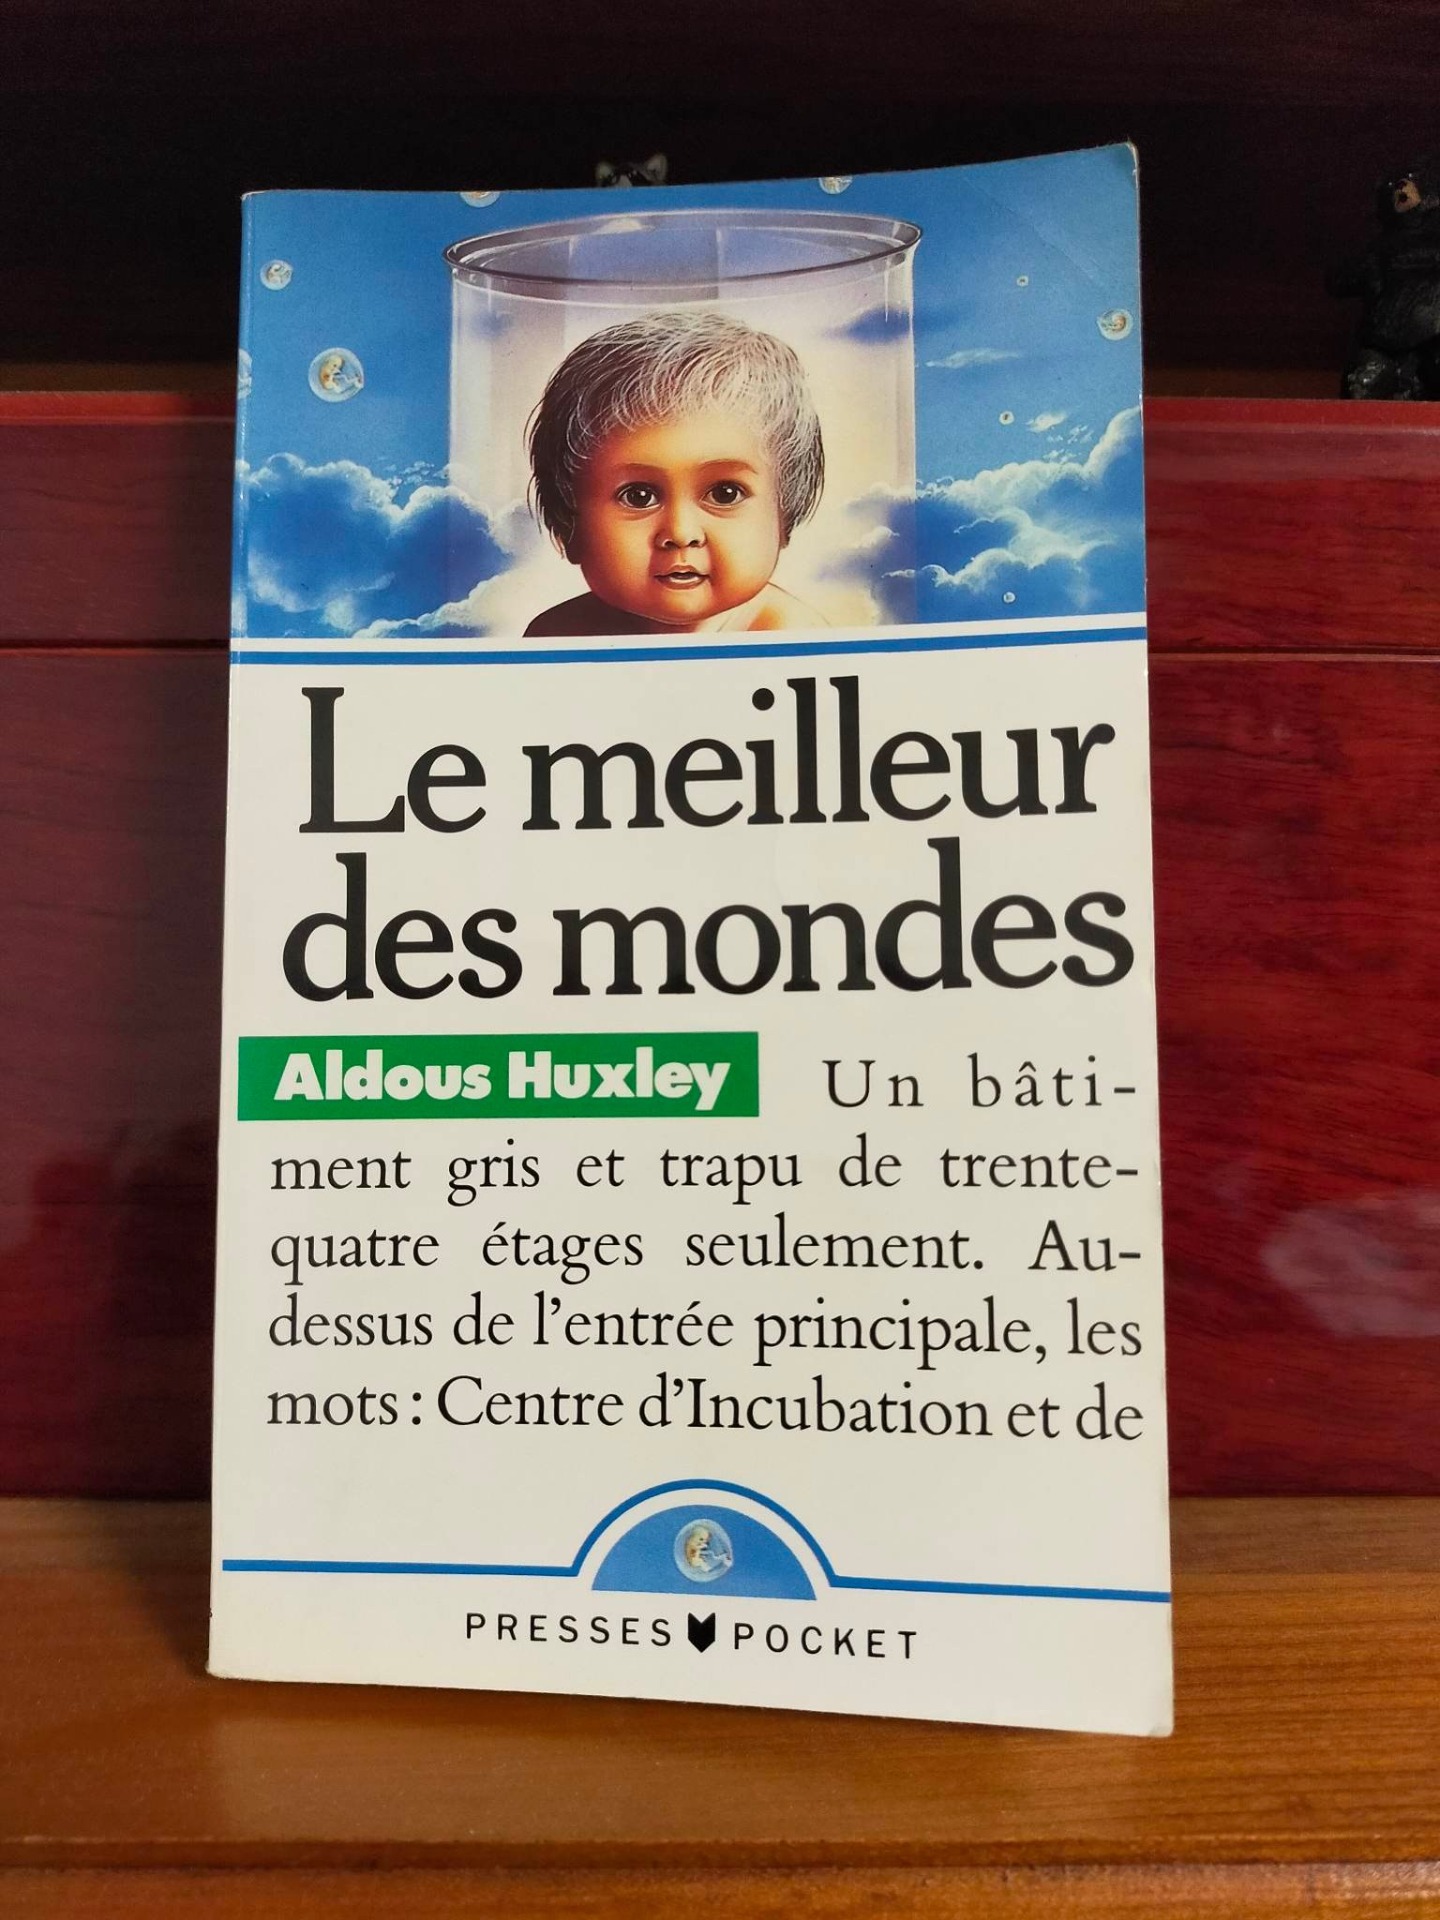 Le meilleur
des mondes
Aldous Huxley Un bâti-
ment gris et trapu de trente-
quatre étages seulement. Au-
dessus de l'entrée principale, les
mots : Centre d'Incubation et de
PRESSES POCKET